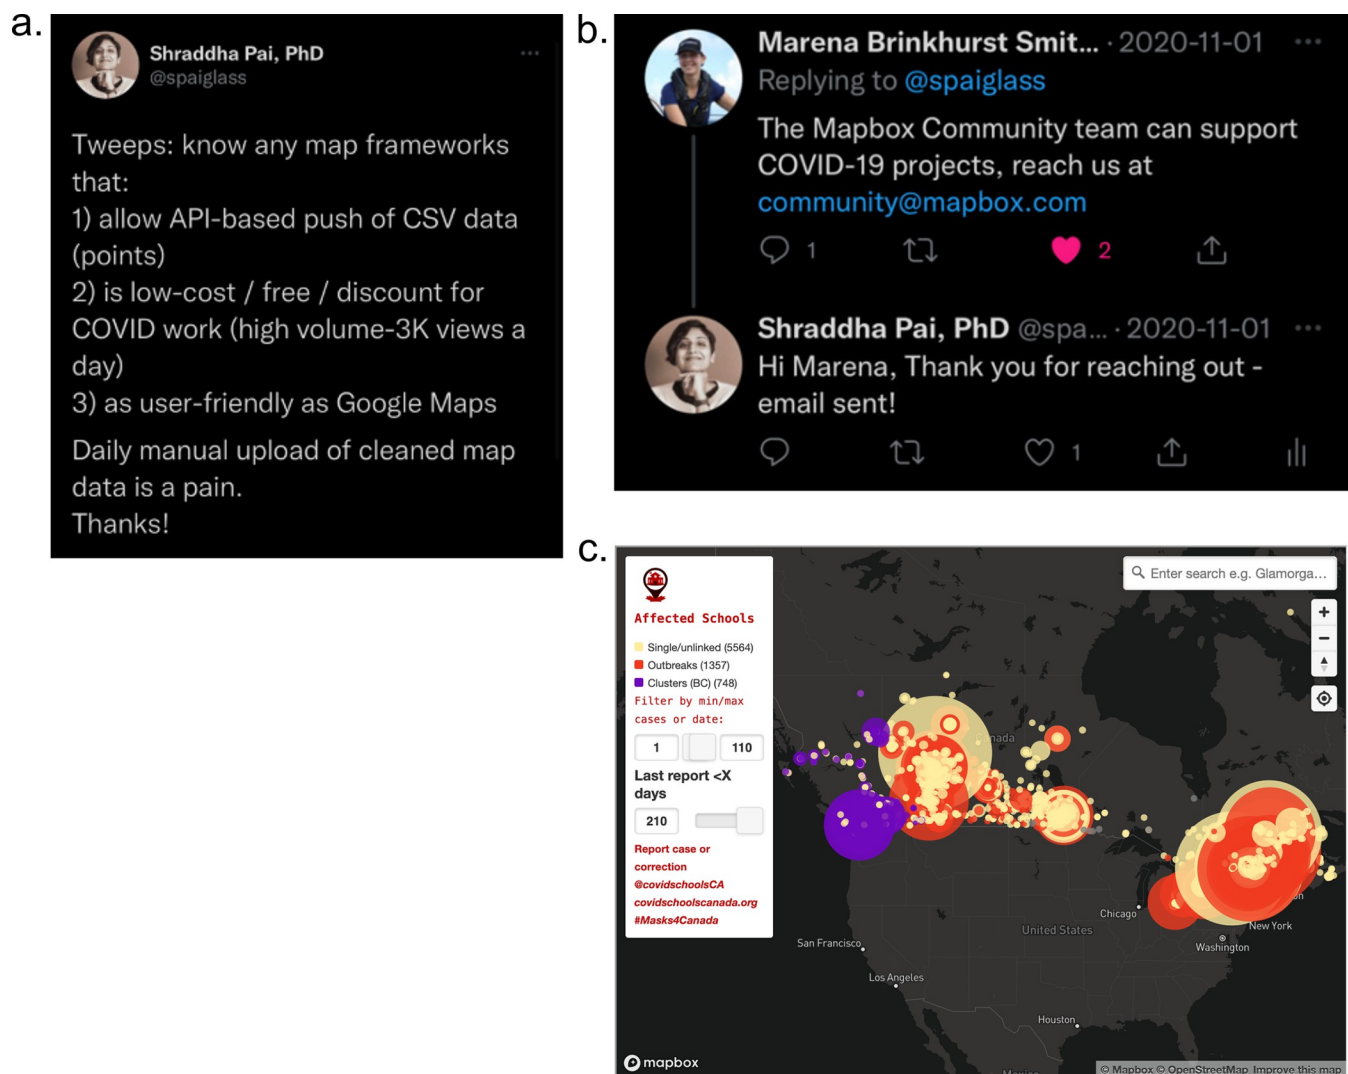 a.
Shraddha Pai, PhD
@spaiglass
Tweeps: know any map frameworks
that:
1) allow API-based push of CSV data
(points)
2) is low-cost / free / discount for
COVID work (high volume-3K views a
day)
3) as user-friendly as Google Maps
Daily manual upload of cleaned map
data is a pain.
Thanks!
b.
Marena Brinkhurst Smit... · 2020-11-01
Replying to @spaiglass
The Mapbox Community team can support
COVID-19 projects, reach us at
community@mapbox.com
1 2
Shraddha Pai, PhD @spa... · 2020-11-01
Hi Marena, Thank you for reaching out -
email sent!
1
c.
Affected Schools
Single/unlinked (5564)
Outbreaks (1357)
Clusters (BC) (748)
Filter by min/max
cases or date:
1 110
Last report <X
days
210
Report case or
correction
@covidschoolsCA
covidschoolscanada.org
#Masks4Canada
Enter search e.g. Glamorga...
+
−
Chicago
United States
New York
Washington
San Francisco
Los Angeles
Houston
mapbox
© Mapbox © OpenStreetMap Improve this map